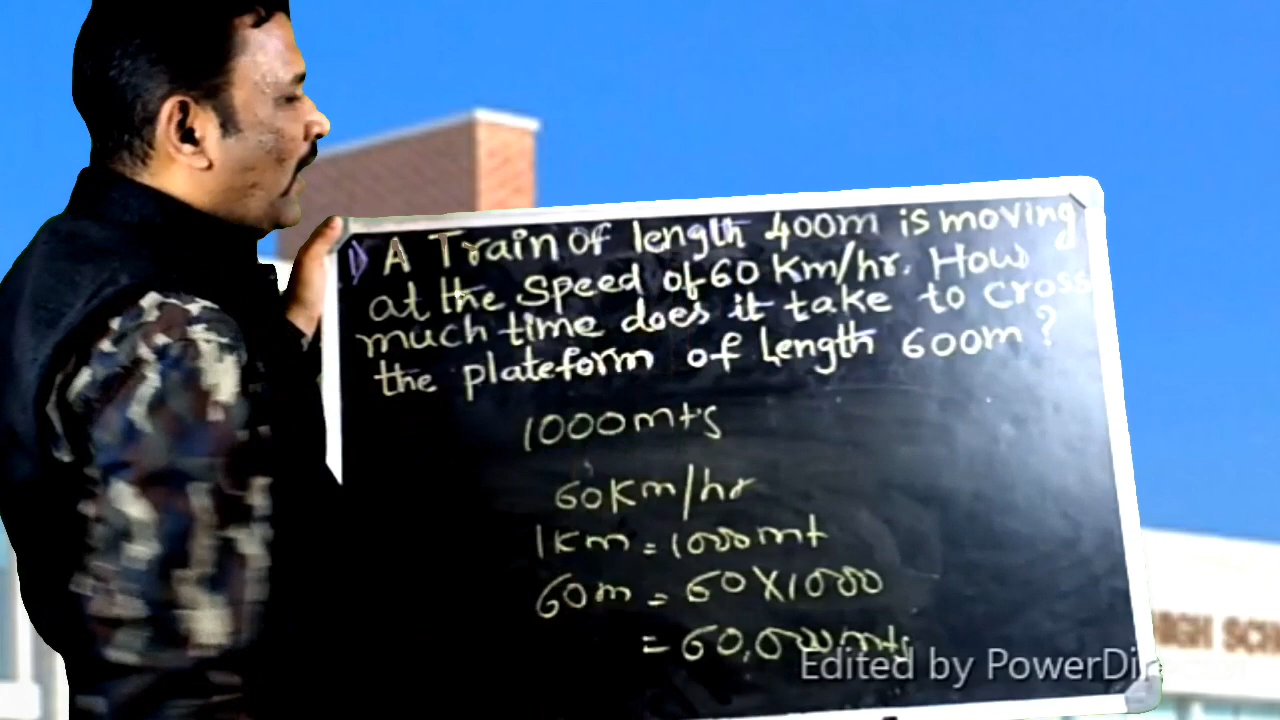 1) A Train of length 400m is moving
at the speed of 60 Km/hr. How
much time does it take to cross
the plateform of length 600m?
1000mts
60Km/hr
1Km = 1000mt
60m = 60X1000
= 60,000mts
Edited by PowerDirector